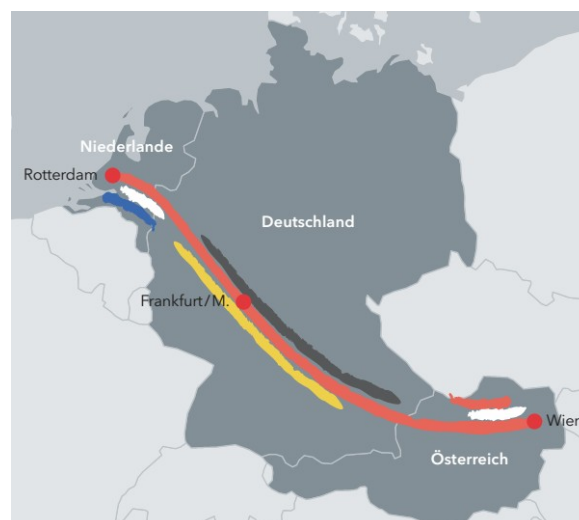 Niederlande
Rotterdam
Deutschland
Frankfurt/M.
Wien
Österreich